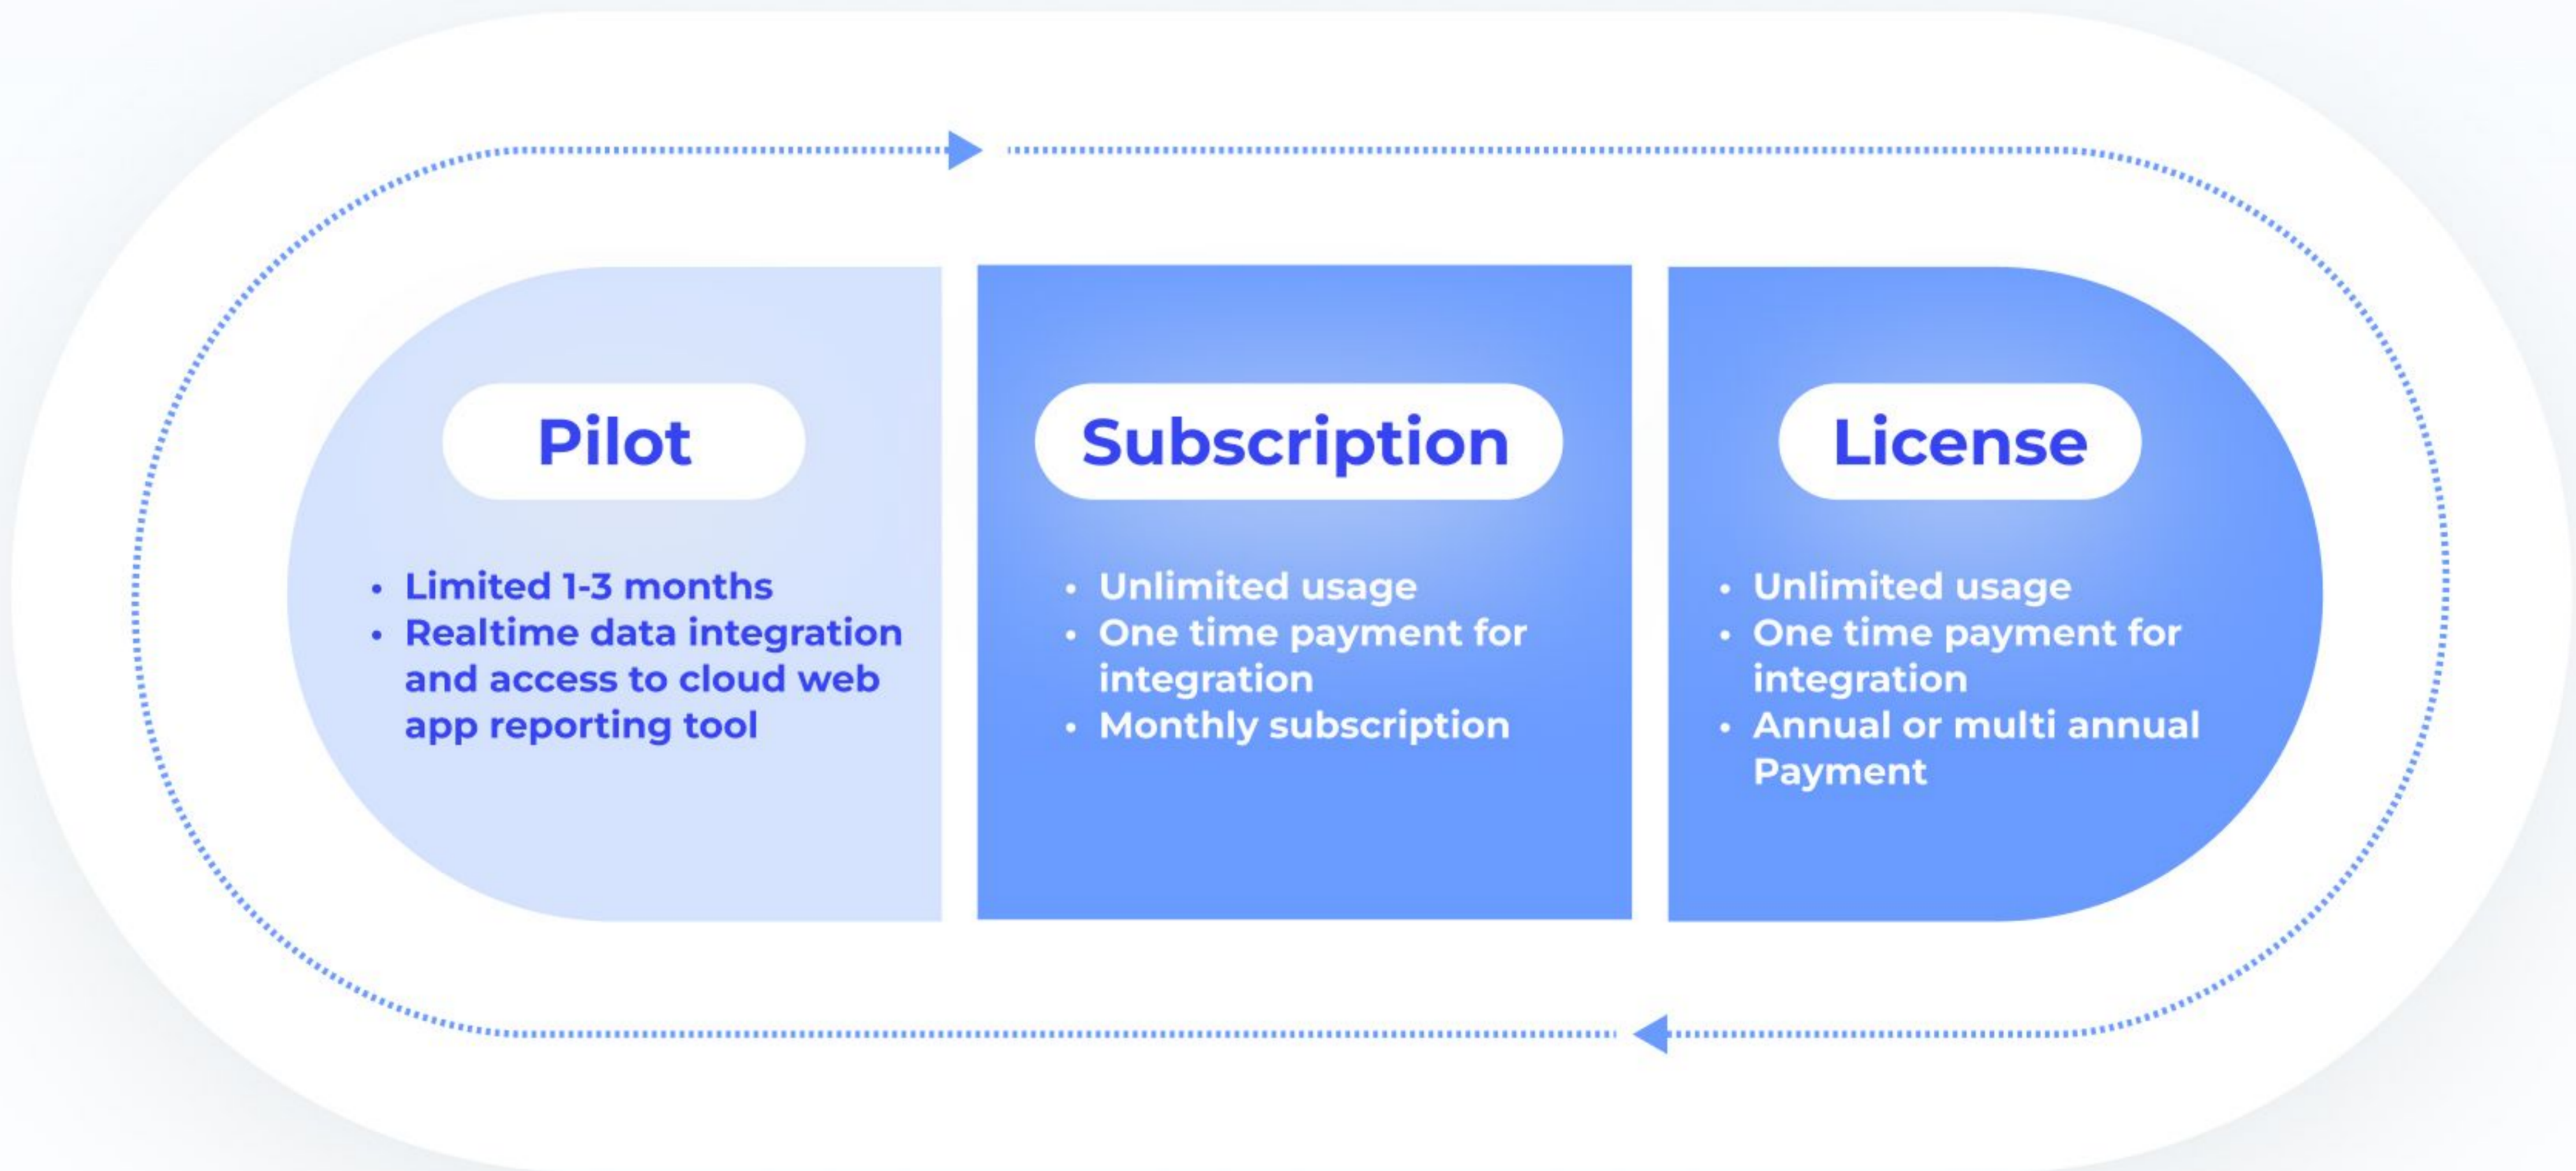 Pilot
• Limited 1-3 months
• Realtime data integration
and access to cloud web
app reporting tool
Subscription
• Unlimited usage
• One time payment for
integration
• Monthly subscription
License
• Unlimited usage
• One time payment for
integration
• Annual or multi annual
Payment